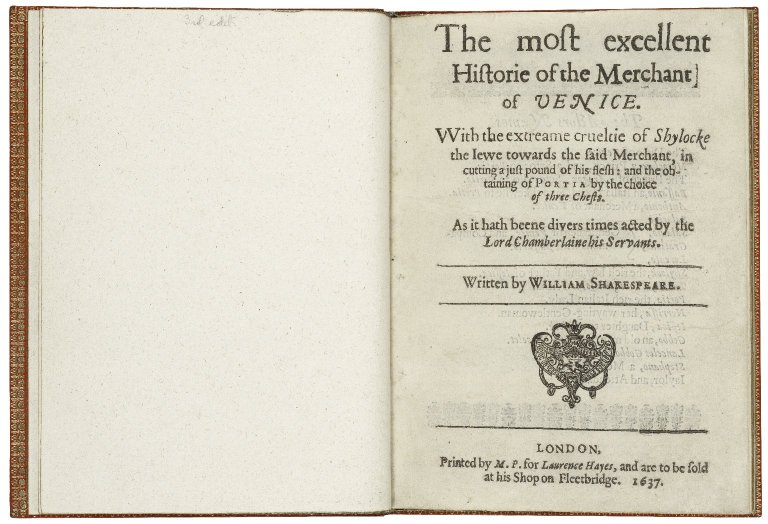 3rd edit.
The moſt excellent
Hiſtorie of the Merchant
of VENICE.
VVith the extreame crueltie of Shylocke
the Iewe towards the ſaid Merchant, in
cutting a juſt pound of his fleſh: and the ob-
taining of PORTIA by the choice
of three Cheſts.
As it hath beene divers times acted by the
Lord Chamberlaine his Servants.
Written by WILLIAM SHAKESPEARE.
LONDON,
Printed by M. P. for Laurence Hayes, and are to be ſold
at his Shop on Fleetbridge. 1637.